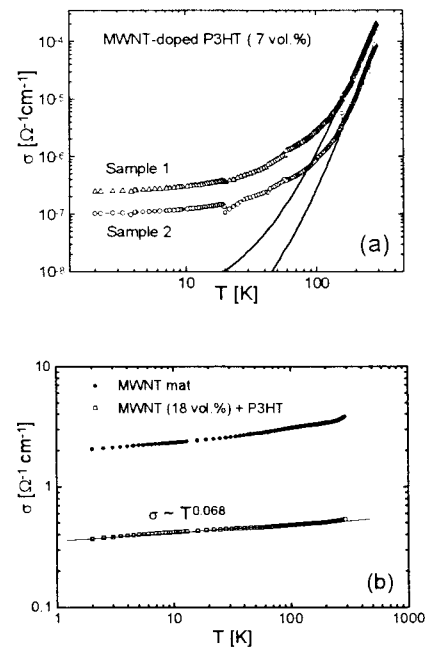 MWNT-doped P3HT ( 7 vol.%)
10⁻⁴
10⁻⁵
10⁻⁶
10⁻⁷
10⁻⁸
σ [Ω⁻¹cm⁻¹]
Sample 1
Sample 2
(a)
10
100
T [K]
10
1
0.1
σ [Ω⁻¹ cm⁻¹]
MWNT mat
MWNT (18 vol.%) + P3HT
σ ~ T⁰·⁰⁶⁸
(b)
1
10
100
1000
T [K]